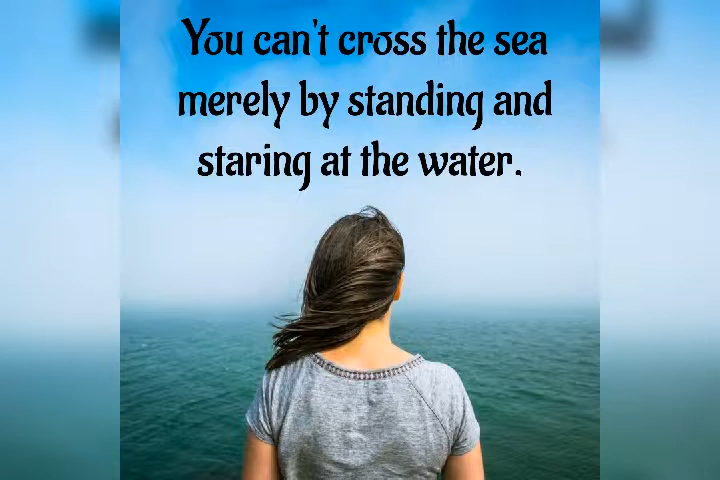 You can't cross the sea
merely by standing and
staring at the water.